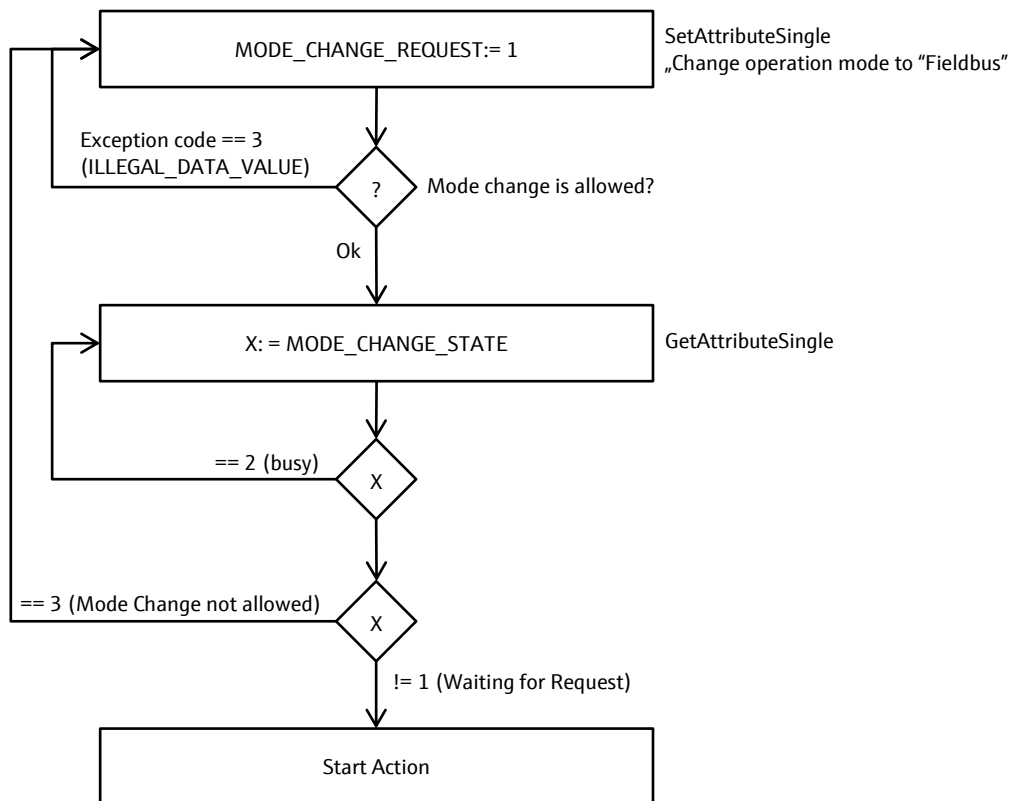 MODE_CHANGE_REQUEST:= 1
SetAttributeSingle
„Change operation mode to “Fieldbus”
Exception code == 3
(ILLEGAL_DATA_VALUE)
?
Mode change is allowed?
Ok
X: = MODE_CHANGE_STATE
GetAttributeSingle
== 2 (busy)
X
== 3 (Mode Change not allowed)
X
!= 1 (Waiting for Request)
Start Action